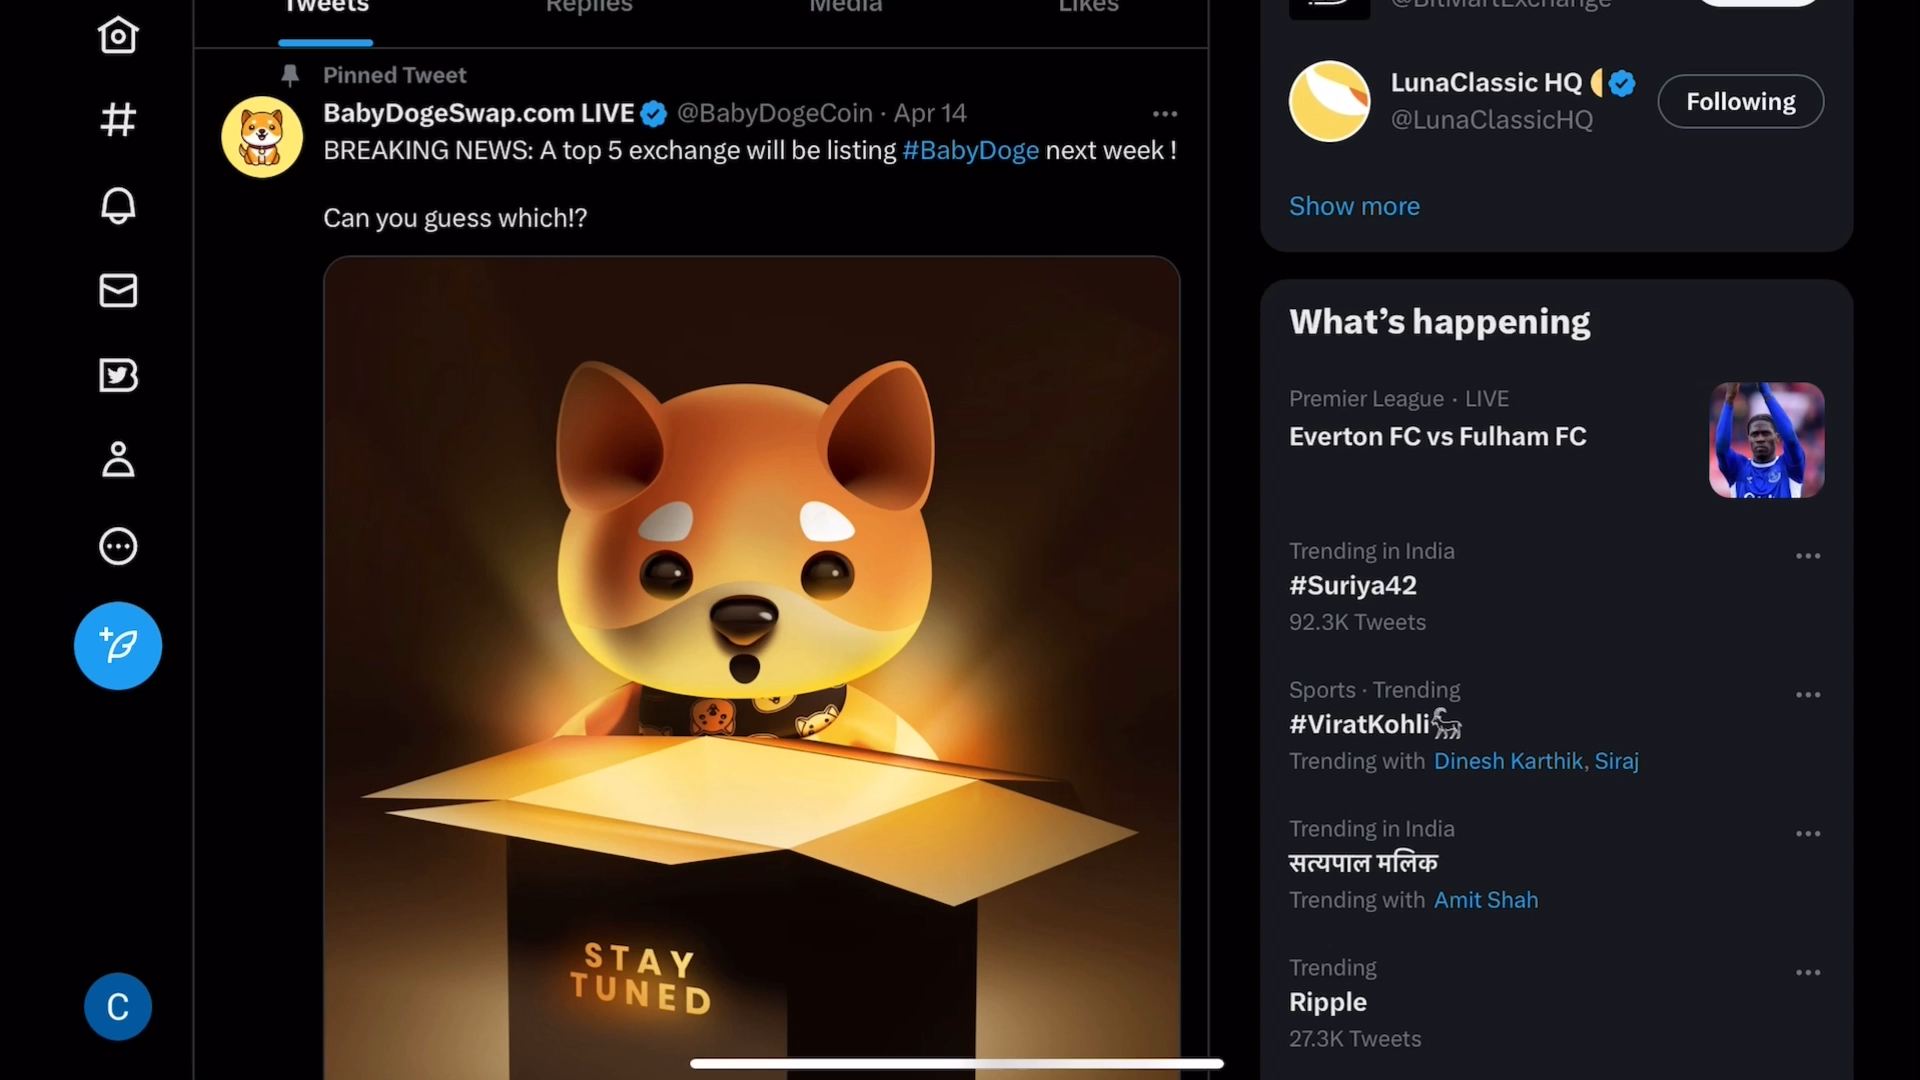 Tweets
Replies
Media
Likes
Pinned Tweet
BabyDogeSwap.com LIVE @BabyDogeCoin · Apr 14
BREAKING NEWS: A top 5 exchange will be listing #BabyDoge next week !
Can you guess which!?
STAY
TUNED
C
@BitMartExchange
LunaClassic HQ
@LunaClassicHQ
Following
Show more
What's happening
Premier League · LIVE
Everton FC vs Fulham FC
Trending in India
#Suriya42
92.3K Tweets
Sports · Trending
#ViratKohli
Trending with Dinesh Karthik, Siraj
Trending in India
सत्यपाल मलिक
Trending with Amit Shah
Trending
Ripple
27.3K Tweets